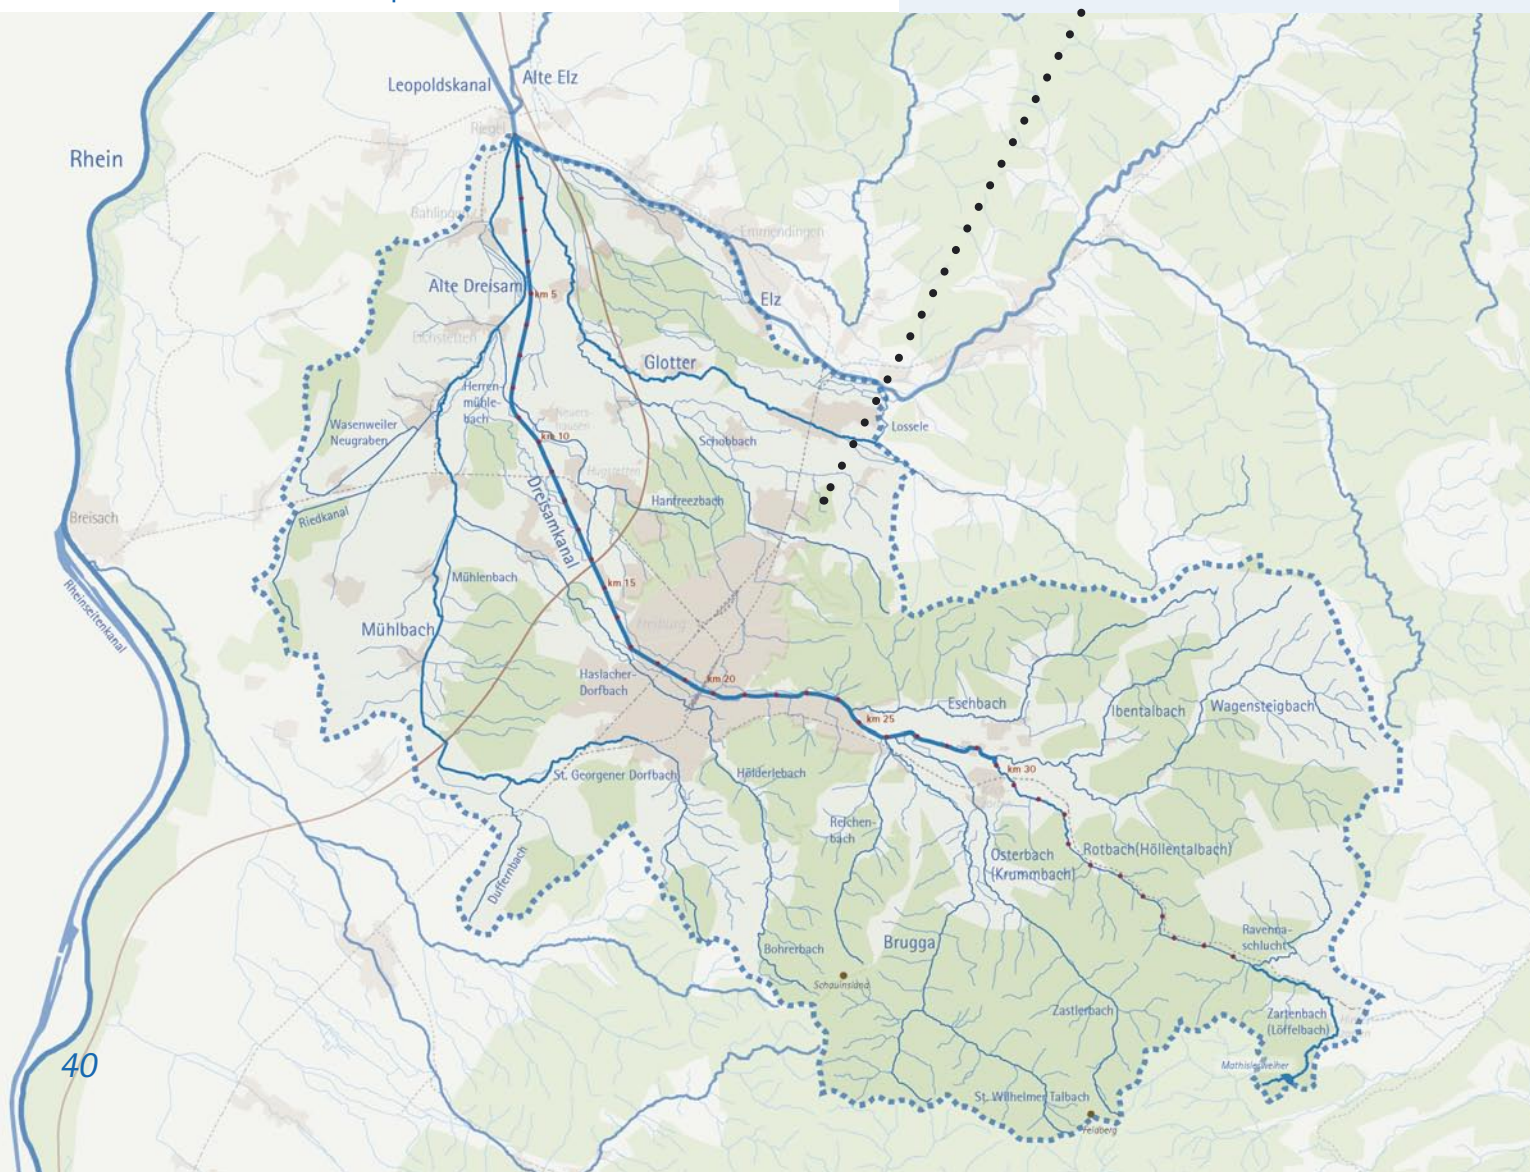 Leopoldskanal
Alte Elz
Riegel
Rhein
Bahlingen
Emmendingen
Alte Dreisam
km 5
Elz
Eichstetten
Glotter
Herren-
mühle-
bach
Wasenweiler
Neugraben
Lossele
km 10
Schobbach
Hugstetten
Dreisamkanal
Hanfreezbach
Breisach
Riedkanal
Rheinseitenkanal
Mühlenbach
km 15
Mühlbach
Freiburg
Haslacher-
Dorfbach
km 20
Eschbach
Ibentalbach
Wagensteigbach
km 25
St. Georgener Dorfbach
Hölderlebach
km 30
Reichen-
bach
Osterbach
(Krummbach)
Rotbach(Höllentalbach)
Duffernbach
Bohrerbach
Brugga
Ravenna-
schlucht
Schauinsland
Zastlerbach
Zartenbach
(Löffelbach)
40
Mathisleweiher
St. Wilhelmer Talbach
Feldberg